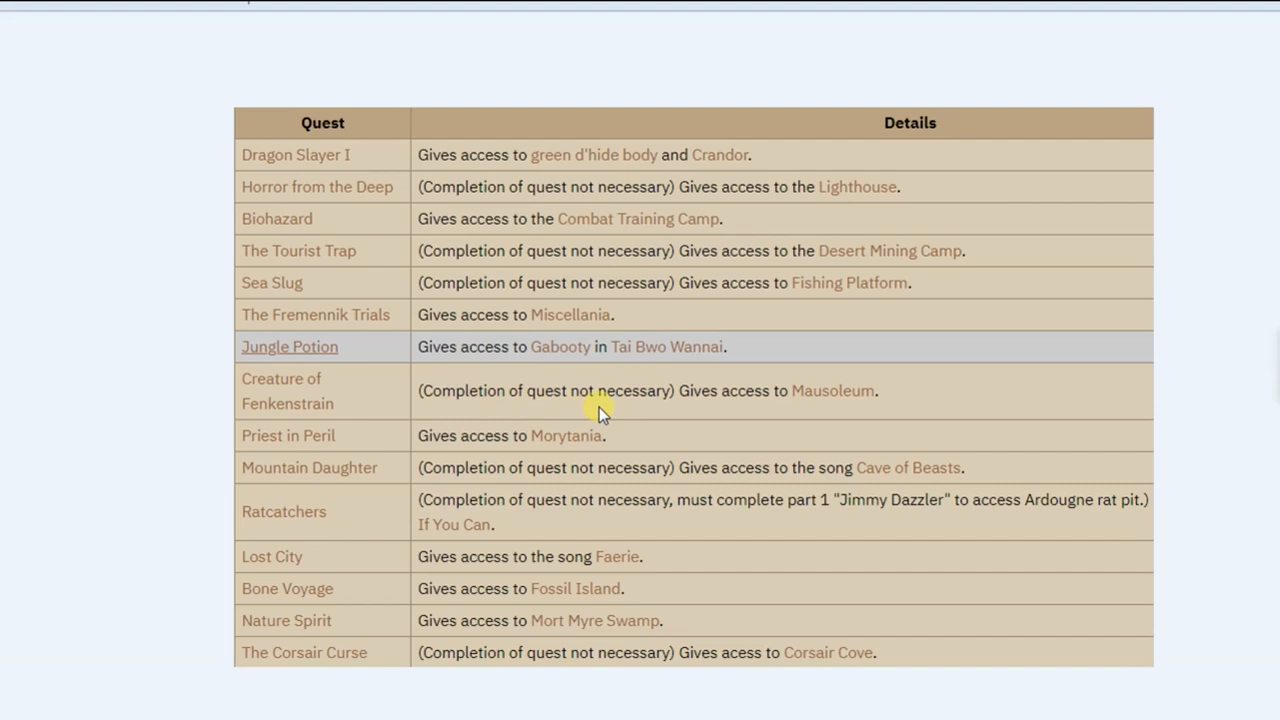 Quest Details
Dragon Slayer I Gives access to green d'hide body and Crandor.
Horror from the Deep (Completion of quest not necessary) Gives access to the Lighthouse.
Biohazard Gives access to the Combat Training Camp.
The Tourist Trap (Completion of quest not necessary) Gives access to the Desert Mining Camp.
Sea Slug (Completion of quest not necessary) Gives access to Fishing Platform.
The Fremennik Trials Gives access to Miscellania.
Jungle Potion Gives access to Gabooty in Tai Bwo Wannai.
Creature of
Fenkenstrain
(Completion of quest not necessary) Gives access to Mausoleum.
Priest in Peril Gives access to Morytania.
Mountain Daughter (Completion of quest not necessary) Gives access to the song Cave of Beasts.
Ratcatchers
(Completion of quest not necessary, must complete part 1 "Jimmy Dazzler" to access Ardougne rat pit.)
If You Can.
Lost City Gives access to the song Faerie.
Bone Voyage Gives access to Fossil Island.
Nature Spirit Gives access to Mort Myre Swamp.
The Corsair Curse (Completion of quest not necessary) Gives acess to Corsair Cove.